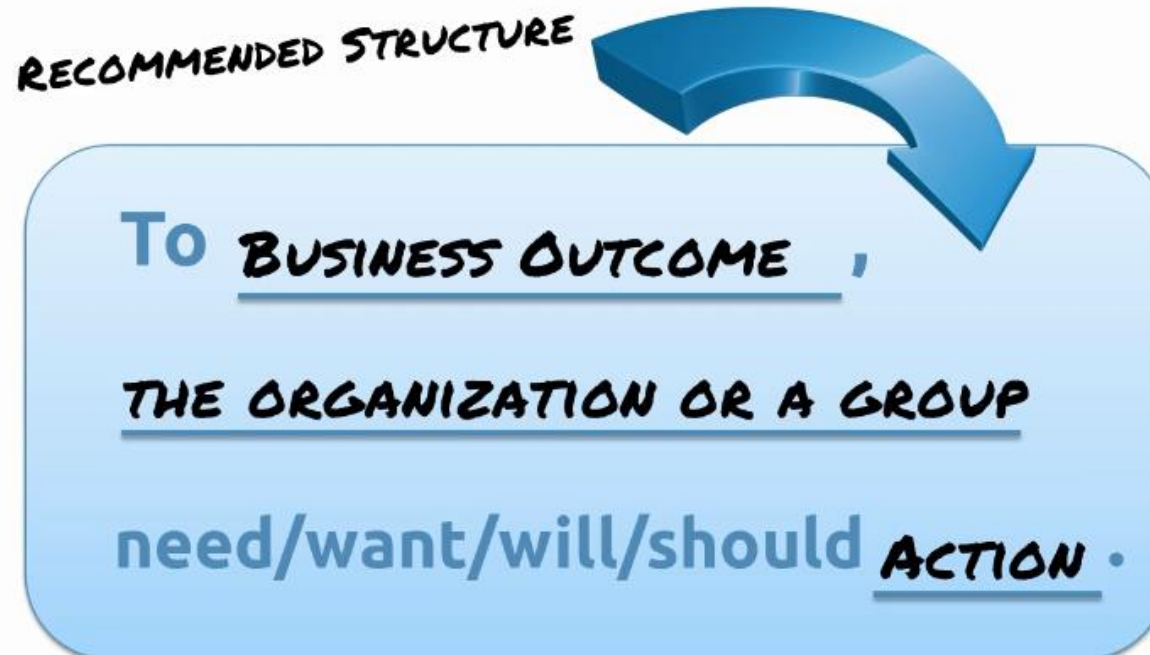 RECOMMENDED STRUCTURE
To BUSINESS OUTCOME ,
THE ORGANIZATION OR A GROUP
need/want/will/should ACTION .